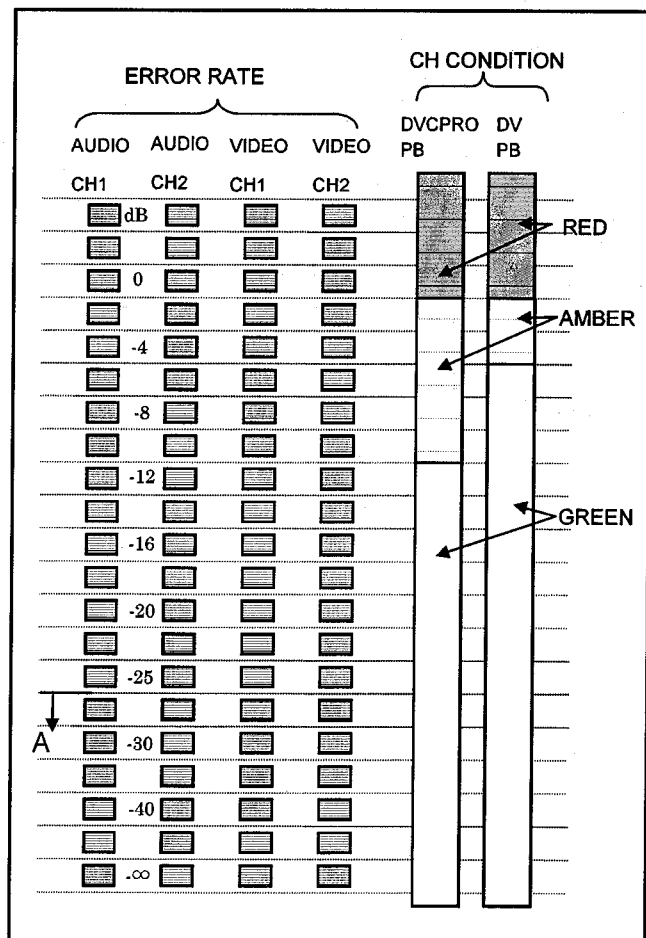 CH CONDITION
ERROR RATE
DVCPRO DV
PB PB
AUDIO AUDIO VIDEO VIDEO
CH1 CH2 CH1 CH2
dB
RED
0
AMBER
-4
-8
-12
GREEN
-16
-20
-25
A
-30
-40
-∞